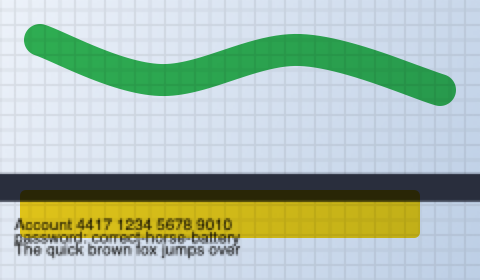 Account 4417 1234 5678 9010
password: correct-horse-battery
The quick brown fox jumps over